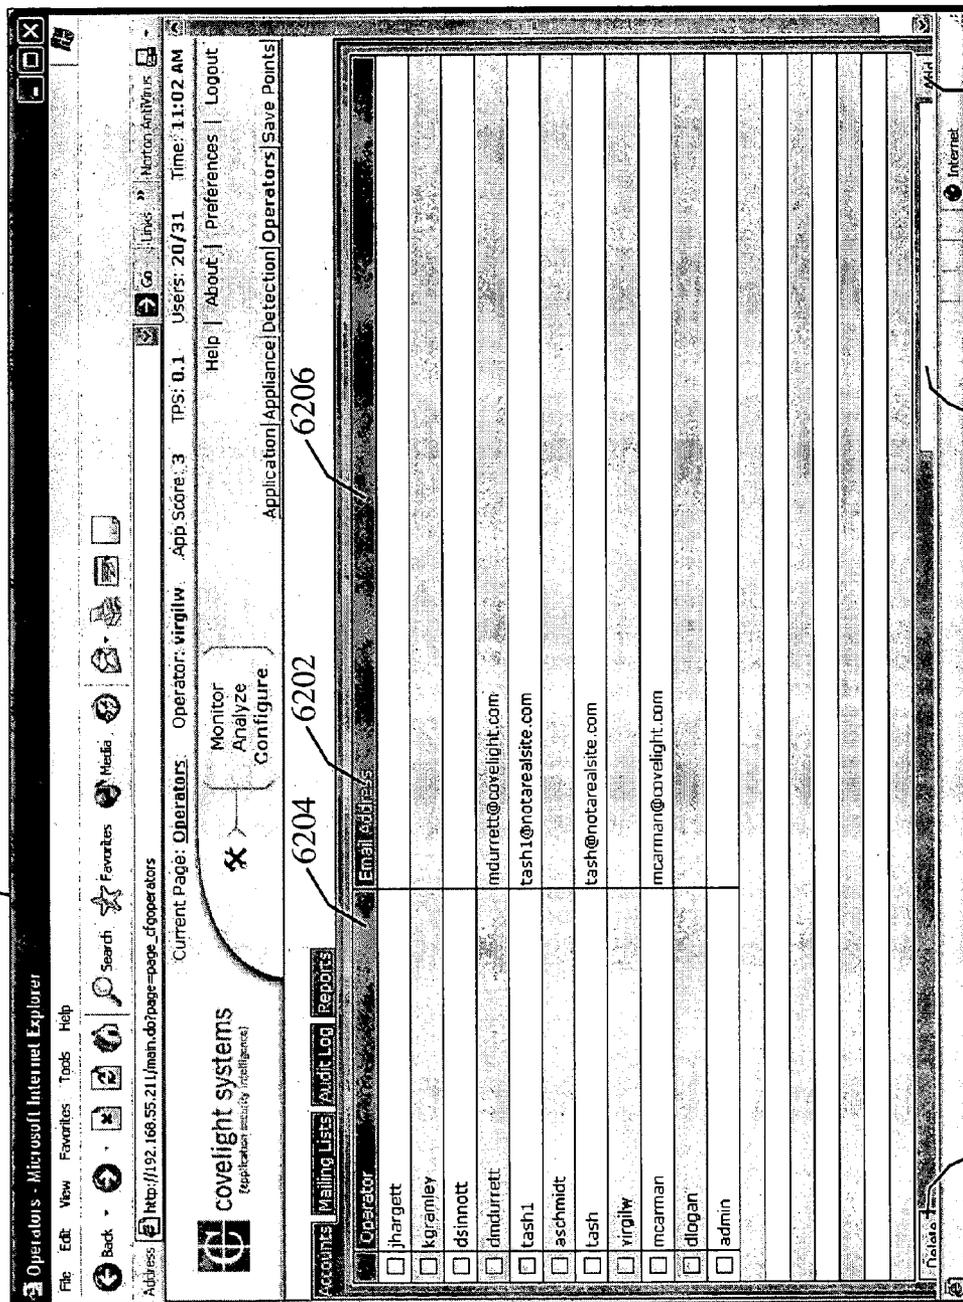 Operators - Microsoft Internet Explorer
File Edit View Favorites Tools Help
Back Search Favorites Media
Address http://192.168.55.211/main.do?page=page_cfgoperators Go Links » Norton AntiVirus
Current Page: Operators Operator: virgilw App Score: 3 TPS: 0.1 Users: 20/31 Time: 11:02 AM
covelight systems
[application security intelligence]
Monitor
Analyze
Configure
Help | About | Preferences | Logout
Application| Appliance| Detection| Operators| Save Points
Accounts Mailing Lists Audit Log Reports
6204 6202 6206
Operator Email Address
jhargett
kgramley
dsinnott
dmdurrett mdurrett@covelight.com
tash1 tash1@notarealsite.com
aschmidt
tash tash@notarealsite.com
virgilw
mcarman mcarman@covelight.com
dlogan
admin
Delete Add
Internet